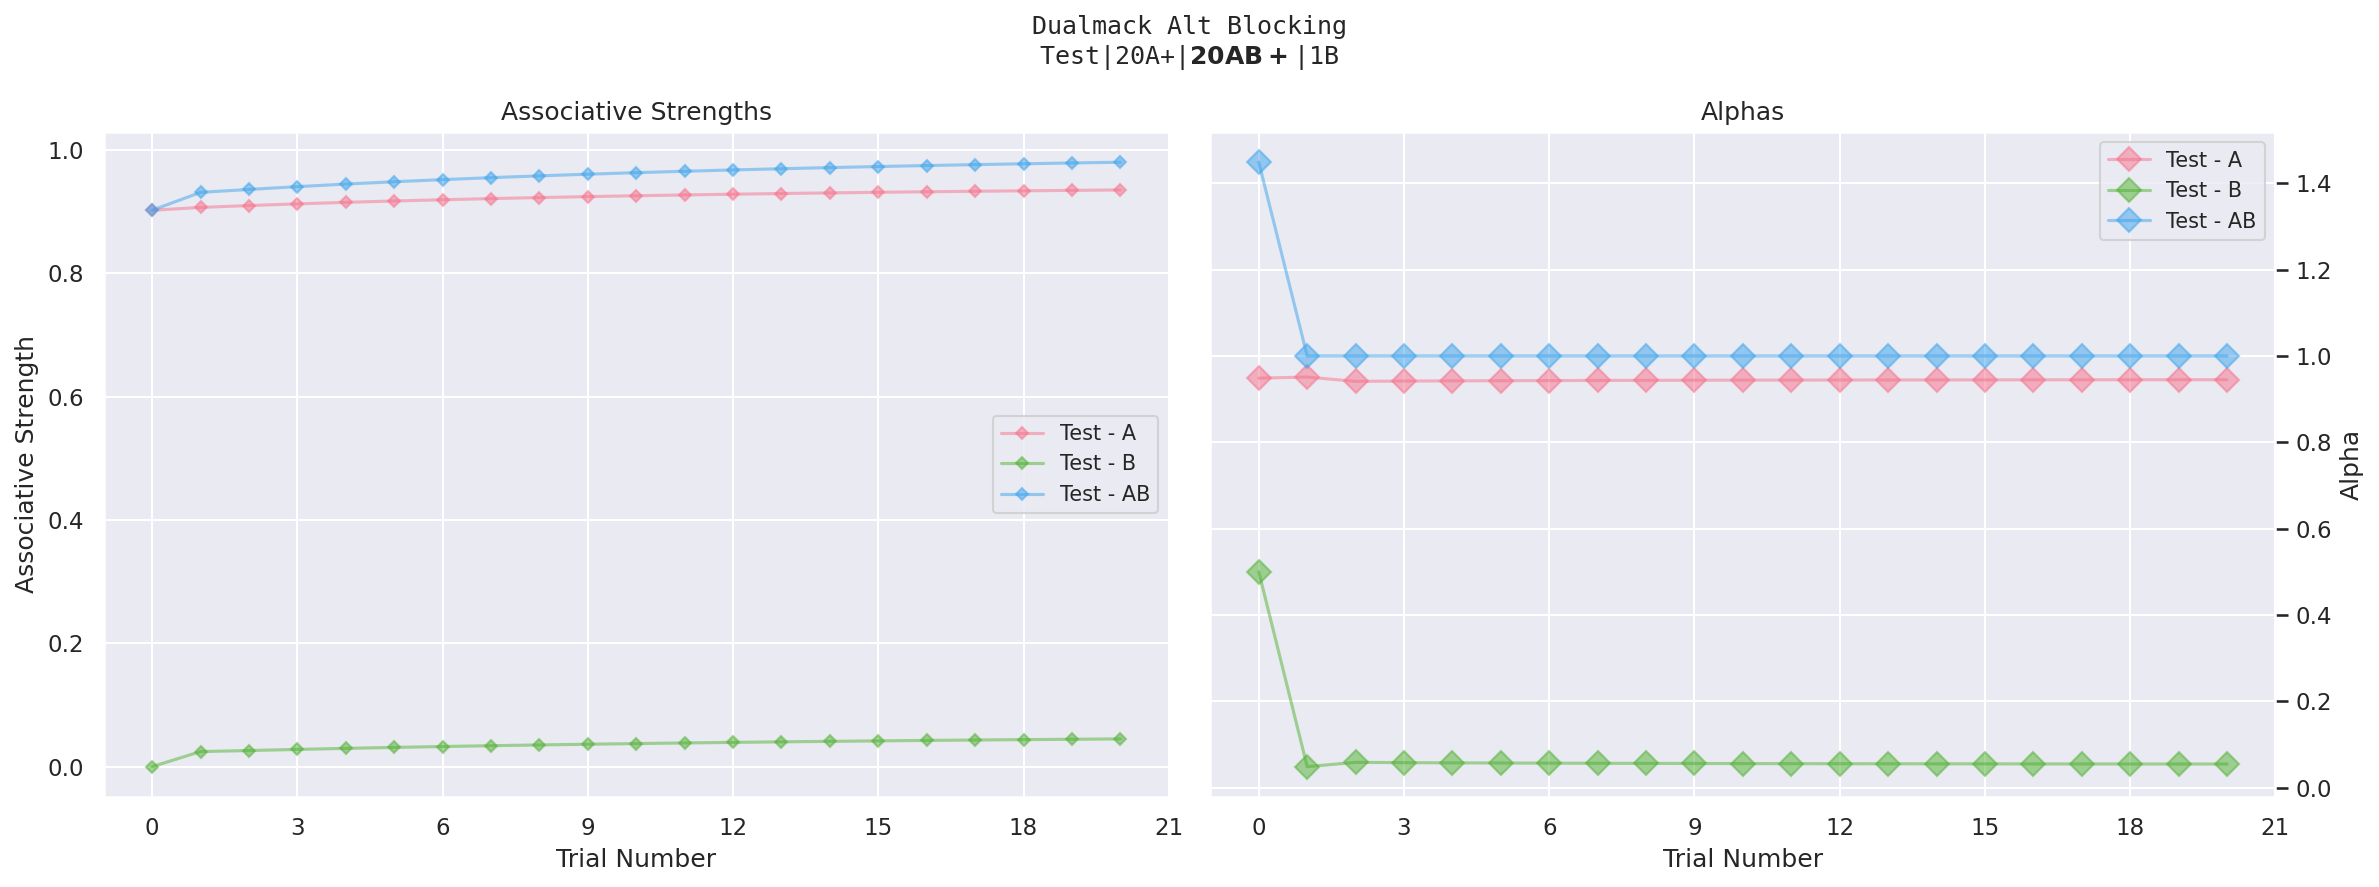 Dualmack Alt Blocking
Test|20A+|20AB+|1B
Associative Strengths
Associative Strength
1.0
0.8
0.6
0.4
0.2
0.0
Test - A
Test - B
Test - AB
0 3 6 9 12 15 18 21
Trial Number
Alphas
Test - A
Test - B
Test - AB
1.4
1.2
1.0
0.8
0.6
0.4
0.2
0.0
Alpha
0 3 6 9 12 15 18 21
Trial Number